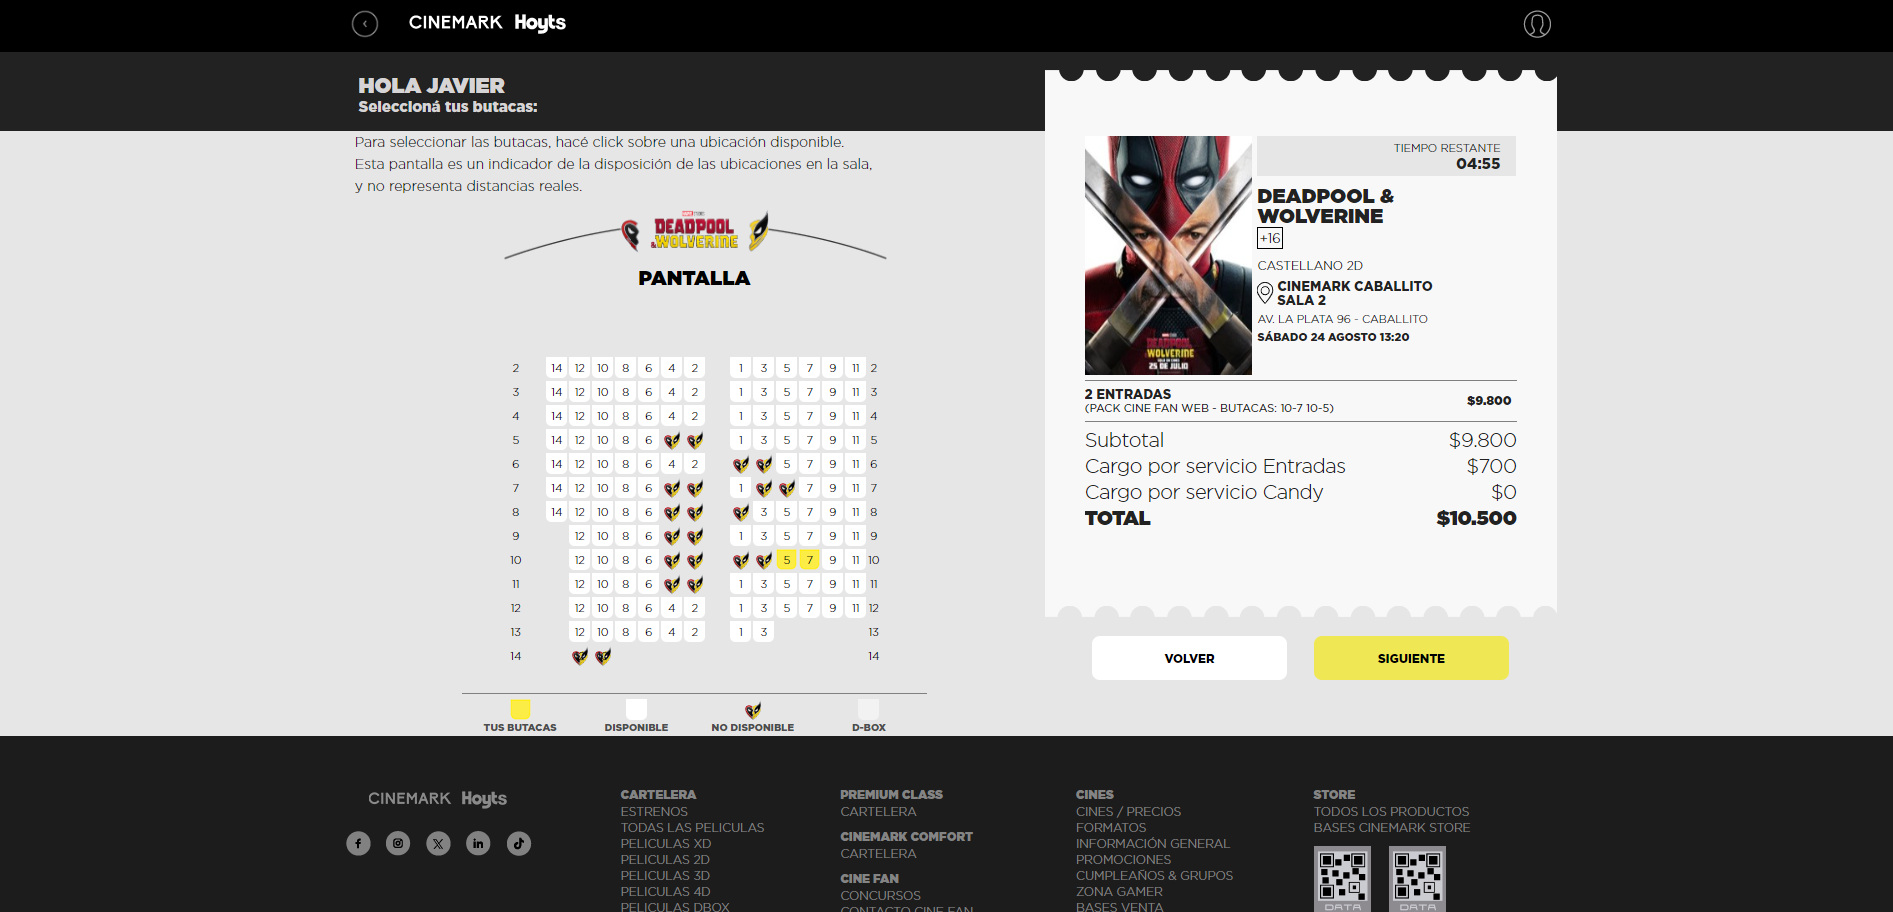 CINEMARK Hoyts
HOLA JAVIER
Seleccioná tus butacas:
Para seleccionar las butacas, hacé click sobre una ubicación disponible.
Esta pantalla es un indicador de la disposición de las ubicaciones en la sala,
y no representa distancias reales.
DEADPOOL
& WOLVERINE
PANTALLA
2 14 12 10 8 6 4 2 1 3 5 7 9 11 2
3 14 12 10 8 6 4 2 1 3 5 7 9 11 3
4 14 12 10 8 6 4 2 1 3 5 7 9 11 4
5 14 12 10 8 6 1 3 5 7 9 11 5
6 14 12 10 8 6 4 2 5 7 9 11 6
7 14 12 10 8 6 1 7 9 11 7
8 14 12 10 8 6 3 5 7 9 11 8
9 12 10 8 6 1 3 5 7 9 11 9
10 12 10 8 6 5 7 9 11 10
11 12 10 8 6 1 3 5 7 9 11 11
12 12 10 8 6 4 2 1 3 5 7 9 11 12
13 12 10 8 6 4 2 1 3 13
14 14
TUS BUTACAS DISPONIBLE NO DISPONIBLE D-BOX
TIEMPO RESTANTE
04:55
DEADPOOL &
WOLVERINE
+16
CASTELLANO 2D
CINEMARK CABALLITO
SALA 2
AV. LA PLATA 96 - CABALLITO
SÁBADO 24 AGOSTO 13:20
DEADPOOL
WOLVERINE
25 DE JULIO
2 ENTRADAS
(PACK CINE FAN WEB - BUTACAS: 10-7 10-5) $9.800
Subtotal $9.800
Cargo por servicio Entradas $700
Cargo por servicio Candy $0
TOTAL $10.500
VOLVER SIGUIENTE
CINEMARK Hoyts
CARTELERA
ESTRENOS
TODAS LAS PELICULAS
PELICULAS XD
PELICULAS 2D
PELICULAS 3D
PELICULAS 4D
PELICULAS DBOX
PREMIUM CLASS
CARTELERA
CINEMARK COMFORT
CARTELERA
CINE FAN
CONCURSOS
CONTACTO CINE FAN
CINES
CINES / PRECIOS
FORMATOS
INFORMACIÓN GENERAL
PROMOCIONES
CUMPLEAÑOS & GRUPOS
ZONA GAMER
BASES VENTA
STORE
TODOS LOS PRODUCTOS
BASES CINEMARK STORE
DATA DATA